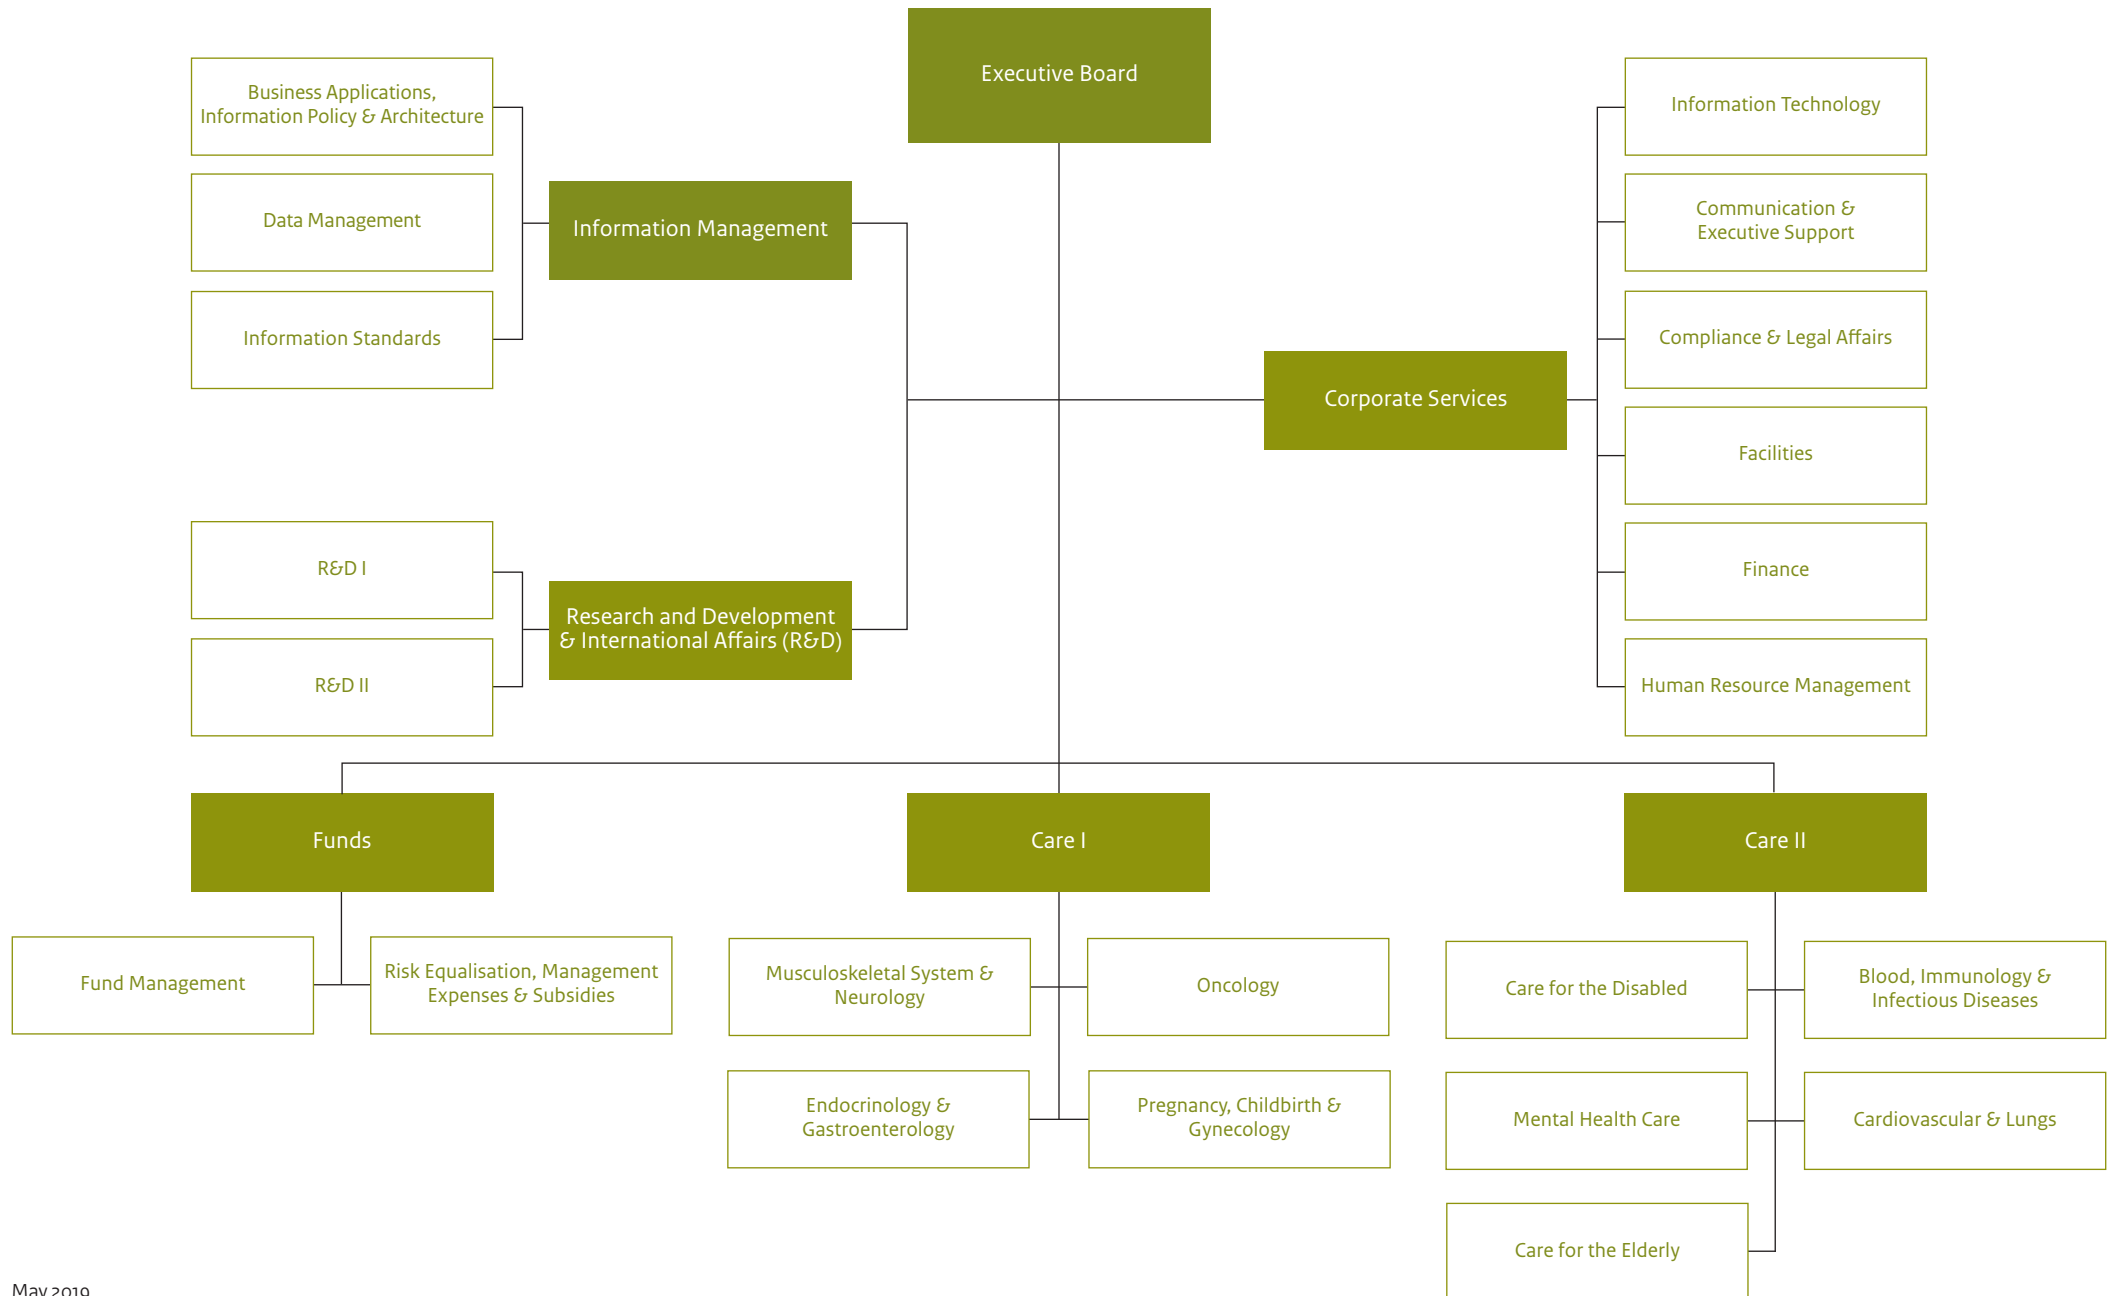 Executive Board
Business Applications,
Information Policy & Architecture
Data Management
Information Standards
Information Management
R&D I
R&D II
Research and Development
& International Affairs (R&D)
Corporate Services
Information Technology
Communication &
Executive Support
Compliance & Legal Affairs
Facilities
Finance
Human Resource Management
Funds
Fund Management
Risk Equalisation, Management
Expenses & Subsidies
Care I
Musculoskeletal System &
Neurology
Oncology
Endocrinology &
Gastroenterology
Pregnancy, Childbirth &
Gynecology
Care II
Care for the Disabled
Blood, Immunology &
Infectious Diseases
Mental Health Care
Cardiovascular & Lungs
Care for the Elderly
May 2019